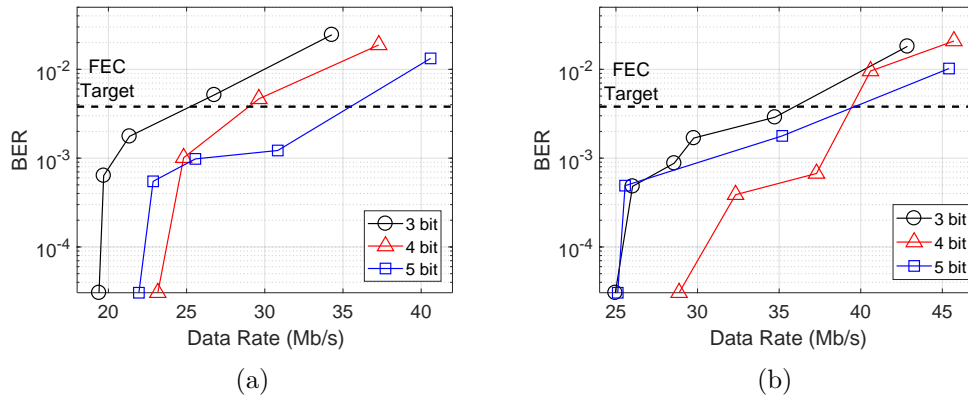 10^-2
10^-3
10^-4
BER
FEC
Target
3 bit
4 bit
5 bit
20 25 30 35 40
Data Rate (Mb/s)
(a)
10^-2
10^-3
10^-4
BER
FEC
Target
3 bit
4 bit
5 bit
25 30 35 40 45
Data Rate (Mb/s)
(b)